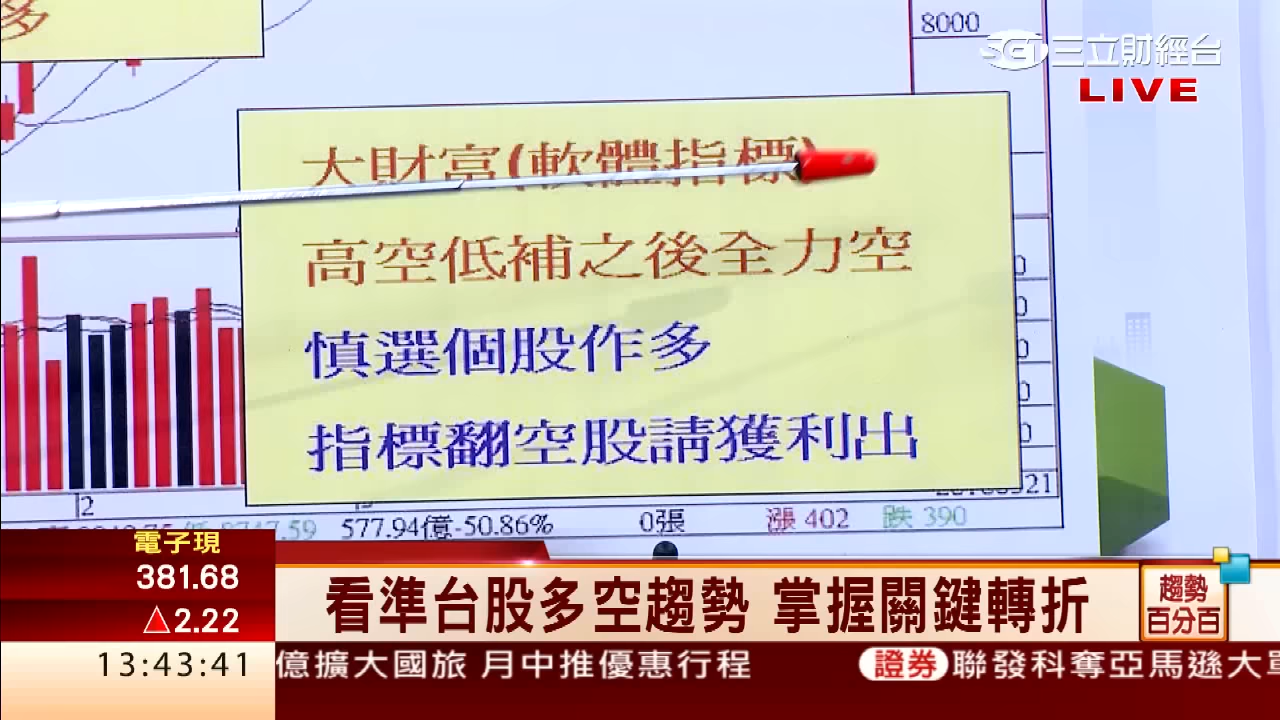 多
8000
SET三立財經台
LIVE
大財富(軟體指標)
高空低補之後全力空
慎選個股作多
指標翻空股請獲利出
2
577.94億-50.86% 0張 漲 402 跌 390
電子現
381.68
△2.22
看準台股多空趨勢 掌握關鍵轉折
趨勢
百分百
13:43:41
億擴大國旅 月中推優惠行程 證券 聯發科奪亞馬遜大單